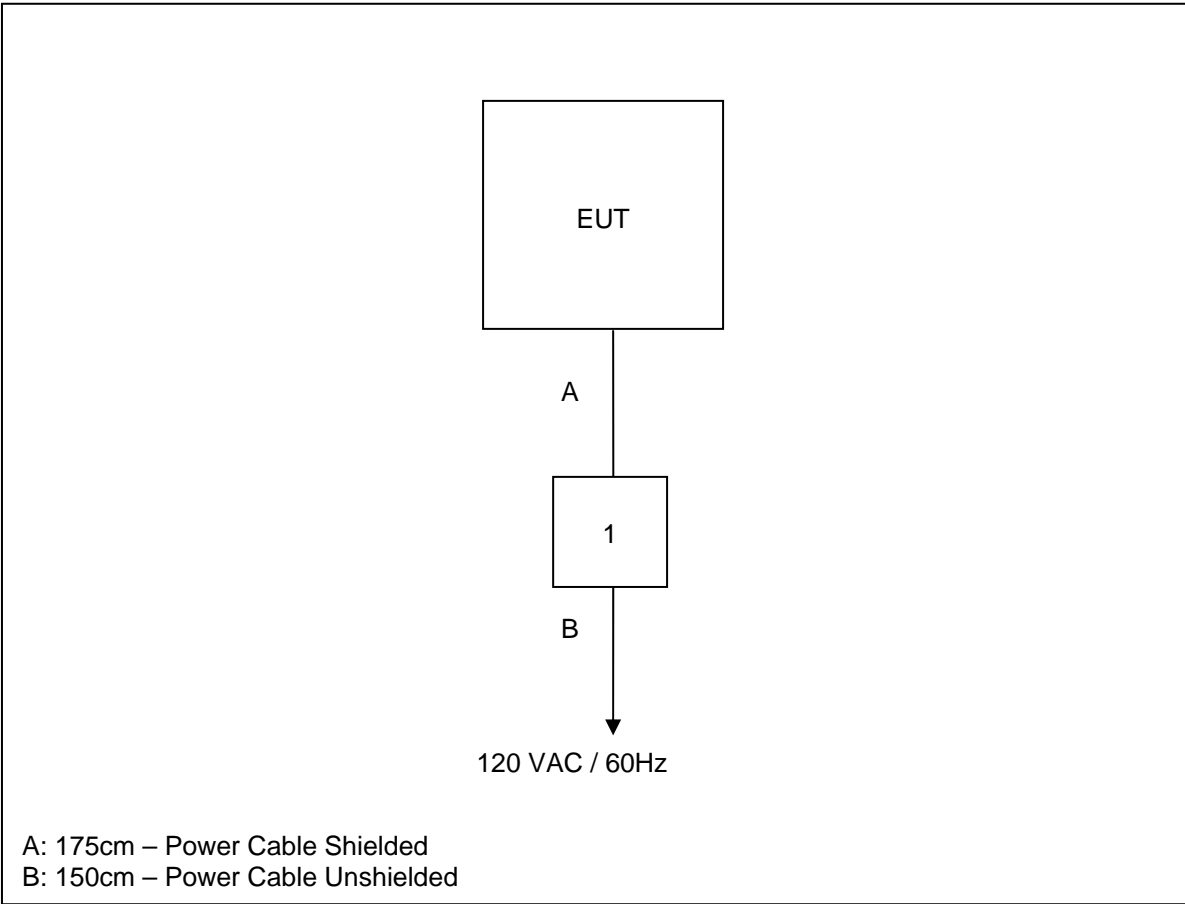 EUT
A
1
B
120 VAC / 60Hz
A: 175cm – Power Cable Shielded
B: 150cm – Power Cable Unshielded